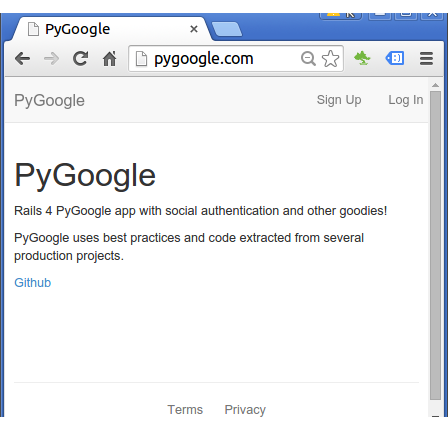 PyGoogle
pygoogle.com
PyGoogle Sign Up Log In
PyGoogle
Rails 4 PyGoogle app with social authentication and other goodies!
PyGoogle uses best practices and code extracted from several
production projects.
Github
Terms Privacy